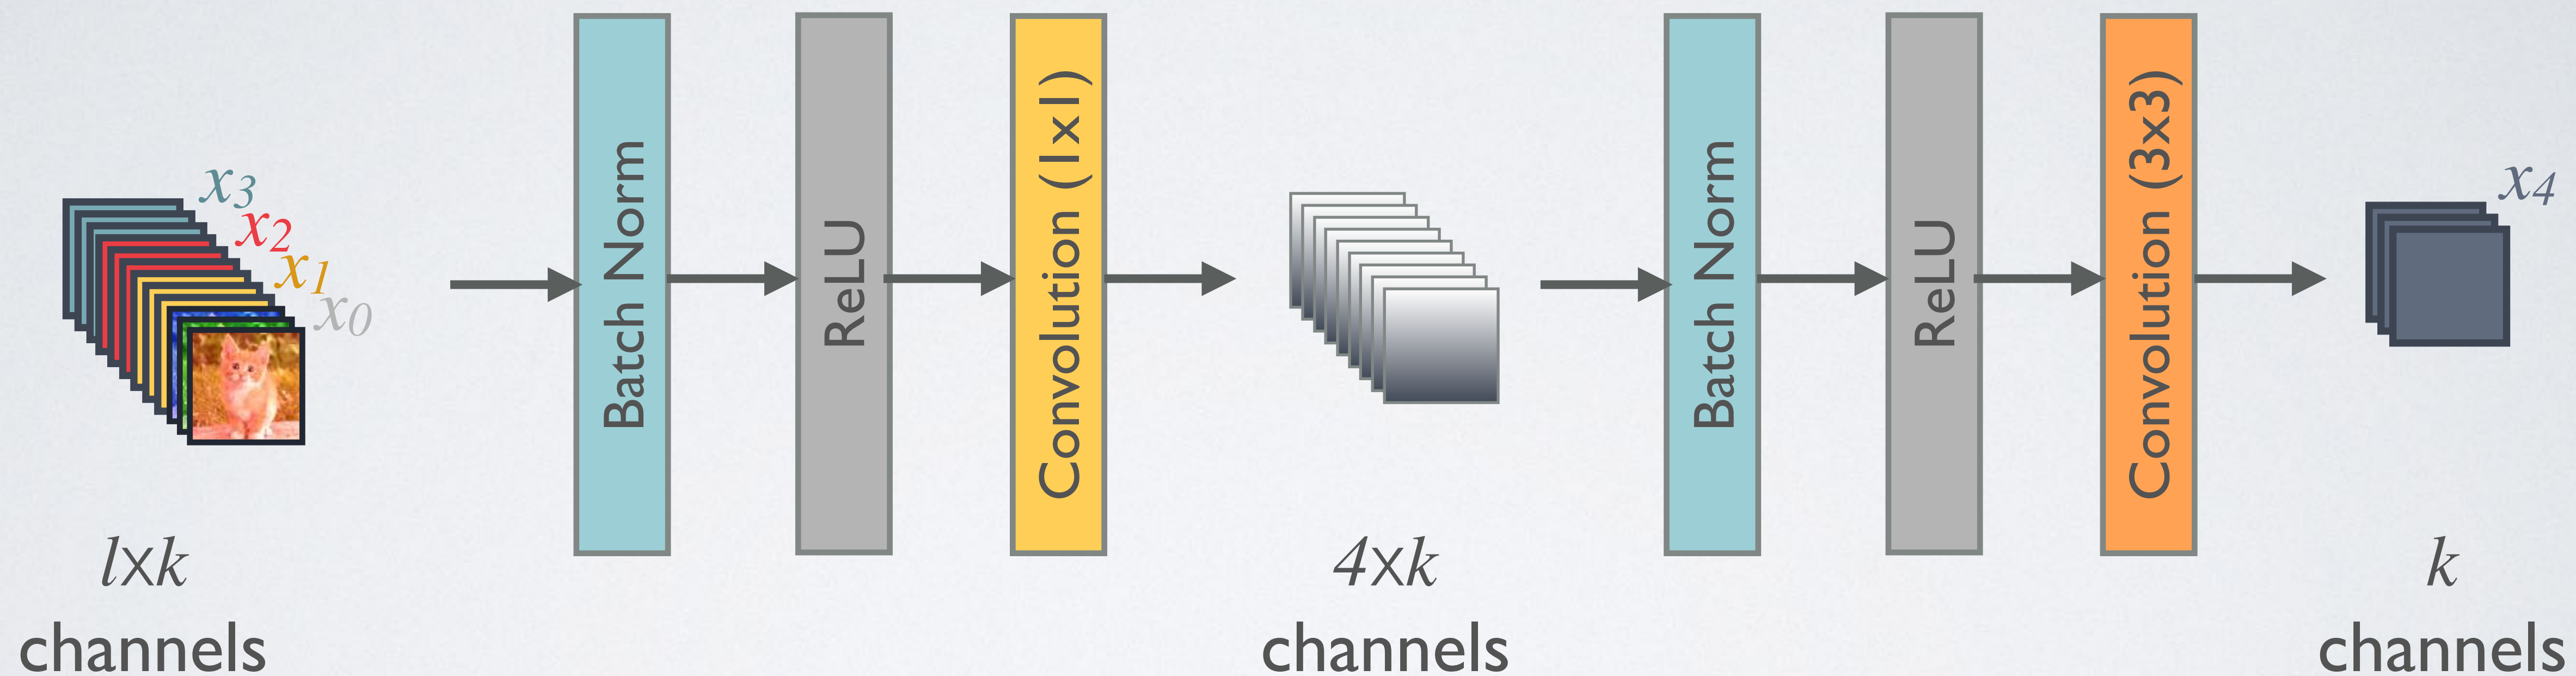 x3
x2
x1
x0
Batch Norm
ReLU
Convolution (1x1)
Batch Norm
ReLU
Convolution (3x3)
x4
lxk
channels
4xk
channels
k
channels